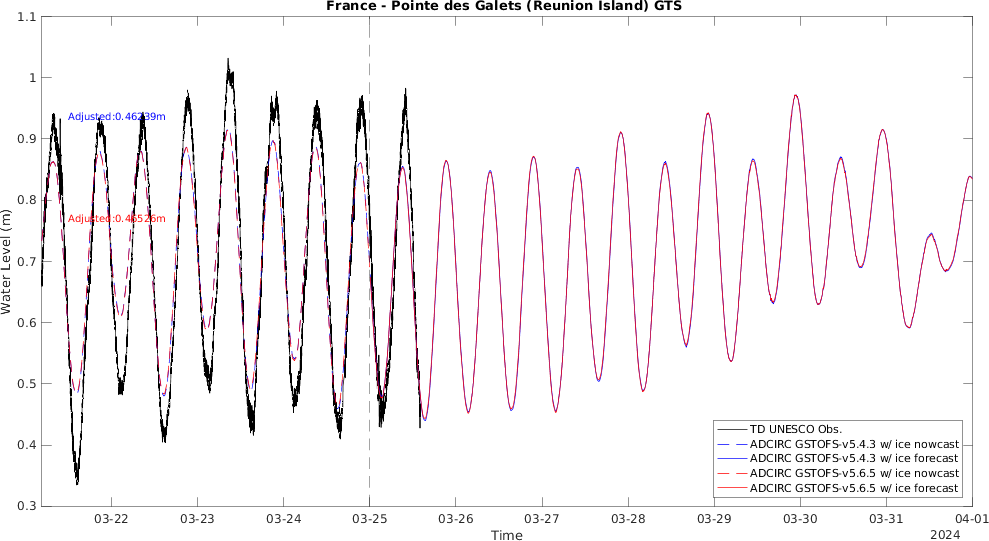 France - Pointe des Galets (Reunion Island) GTS
1.1
1
0.9
0.8
0.7
0.6
0.5
0.4
0.3
Water Level (m)
Adjusted:0.46239m
Adjusted:0.46526m
TD UNESCO Obs.
ADCIRC GSTOFS-v5.4.3 w/ ice nowcast
ADCIRC GSTOFS-v5.4.3 w/ ice forecast
ADCIRC GSTOFS-v5.6.5 w/ ice nowcast
ADCIRC GSTOFS-v5.6.5 w/ ice forecast
03-22 03-23 03-24 03-25 03-26 03-27 03-28 03-29 03-30 03-31 04-01
Time
2024